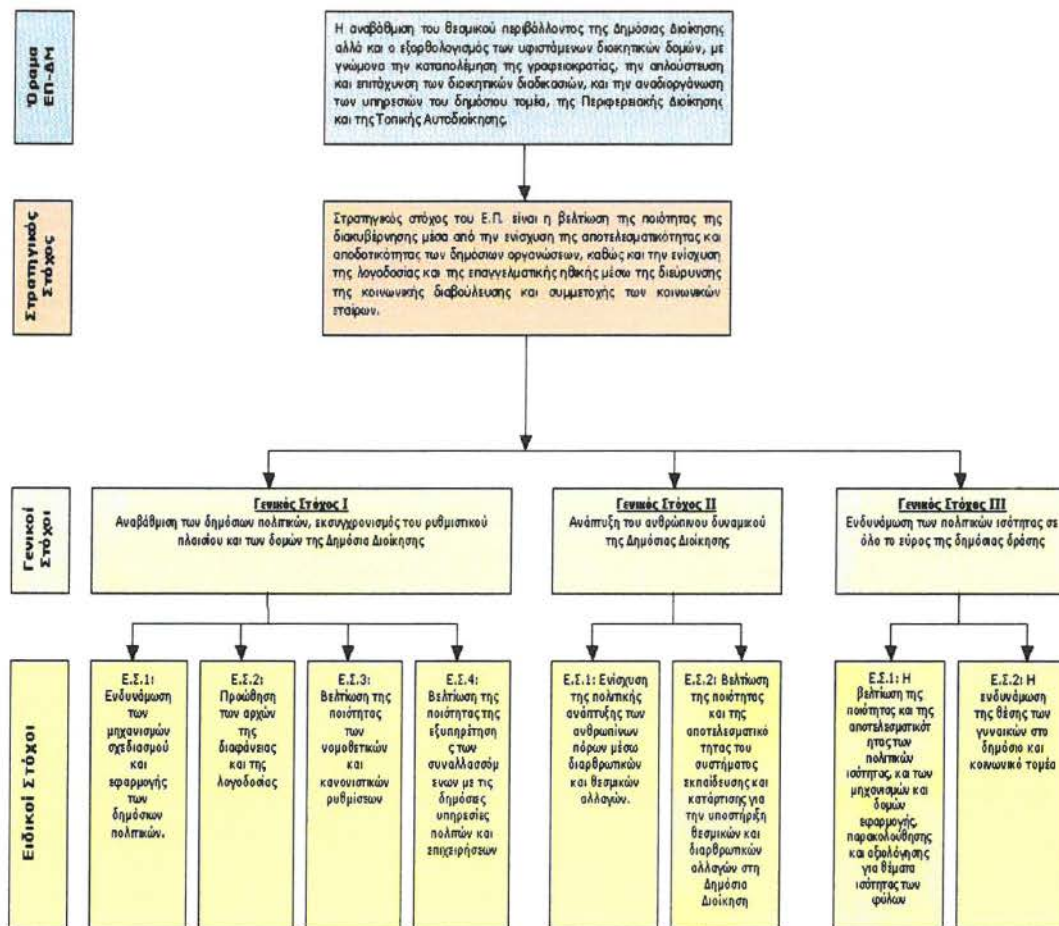 Όραμα
ΕΠ-ΔΜ
Η αναβάθμιση του θεσμικού περιβάλλοντος της Δημόσιας Διοίκησης
αλλά και ο εξορθολογισμός των υφιστάμενων διοικητικών δομών, με
γνώμονα την καταπολέμηση της γραφειοκρατίας, την απλούστευση
και επιτάχυνση των διοικητικών διαδικασιών, και την αναδιοργάνωση
των υπηρεσιών του δημόσιου τομέα, της Περιφερειακής Διοίκησης
και της Τοπικής Αυτοδιοίκησης.
Στρατηγικός
Στόχος
Στρατηγικός στόχος του Ε.Π. είναι η βελτίωση της ποιότητας της
διακυβέρνησης μέσα από την ενίσχυση της αποτελεσματικότητας και
αποδοτικότητας των δημόσιων οργανώσεων, καθώς και την ενίσχυση
της λογοδοσίας και της επαγγελματικής ηθικής μέσω της διεύρυνσης
της κοινωνικής διαβούλευσης και συμμετοχής των κοινωνικών
εταίρων.
Γενικοί
Στόχοι
Γενικός Στόχος Ι
Αναβάθμιση των δημόσιων πολιτικών, εκσυγχρονισμός του ρυθμιστικού
πλαισίου και των δομών της Δημόσια Διοίκησης
Γενικός Στόχος ΙΙ
Ανάπτυξη του ανθρώπινου δυναμικού
της Δημόσιας Διοίκησης
Γενικός Στόχος ΙΙΙ
Ενδυνάμωση των πολιτικών ισότητας σε
όλο το εύρος της δημόσιας δράσης
Ειδικοί Στόχοι
Ε.Σ.1:
Ενδυνάμωση
των
μηχανισμών
σχεδιασμού
και
εφαρμογής
των
δημόσιων
πολιτικών.
Ε.Σ.2:
Προώθηση
των αρχών
της
διαφάνειας
και της
λογοδοσίας
Ε.Σ.3:
Βελτίωση της
ποιότητας
των
νομοθετικών
και
κανονιστικών
ρυθμίσεων
Ε.Σ.4:
Βελτίωση της
ποιότητας της
εξυπηρέτηση
ς των
συναλλασσόμ
ενων με τις
δημόσιες
υπηρεσίες
πολιτών και
επιχειρήσεων
Ε.Σ.1: Ενίσχυση
της πολιτικής
ανάπτυξης των
ανθρωπίνων
πόρων μέσω
διαρθρωτικών
και θεσμικών
αλλαγών.
Ε.Σ.2: Βελτίωση
της ποιότητας
και της
αποτελεσματικό
τητας του
συστήματος
εκπαίδευσης και
κατάρτισης για
την υποστήριξη
θεσμικών και
διαρθρωτικών
αλλαγών στη
Δημόσια
Διοίκηση
Ε.Σ.1: Η
βελτίωση της
ποιότητας και της
αποτελεσματικότ
ητας των
πολιτικών
ισότητας, και των
μηχανισμών και
δομών
εφαρμογής,
παρακολούθησης
και αξιολόγησης
για θέματα
ισότητας των
φύλων
Ε.Σ.2: Η
ενδυνάμωση
της θέσης των
γυναικών στο
δημόσιο και
κοινωνικό τομέα